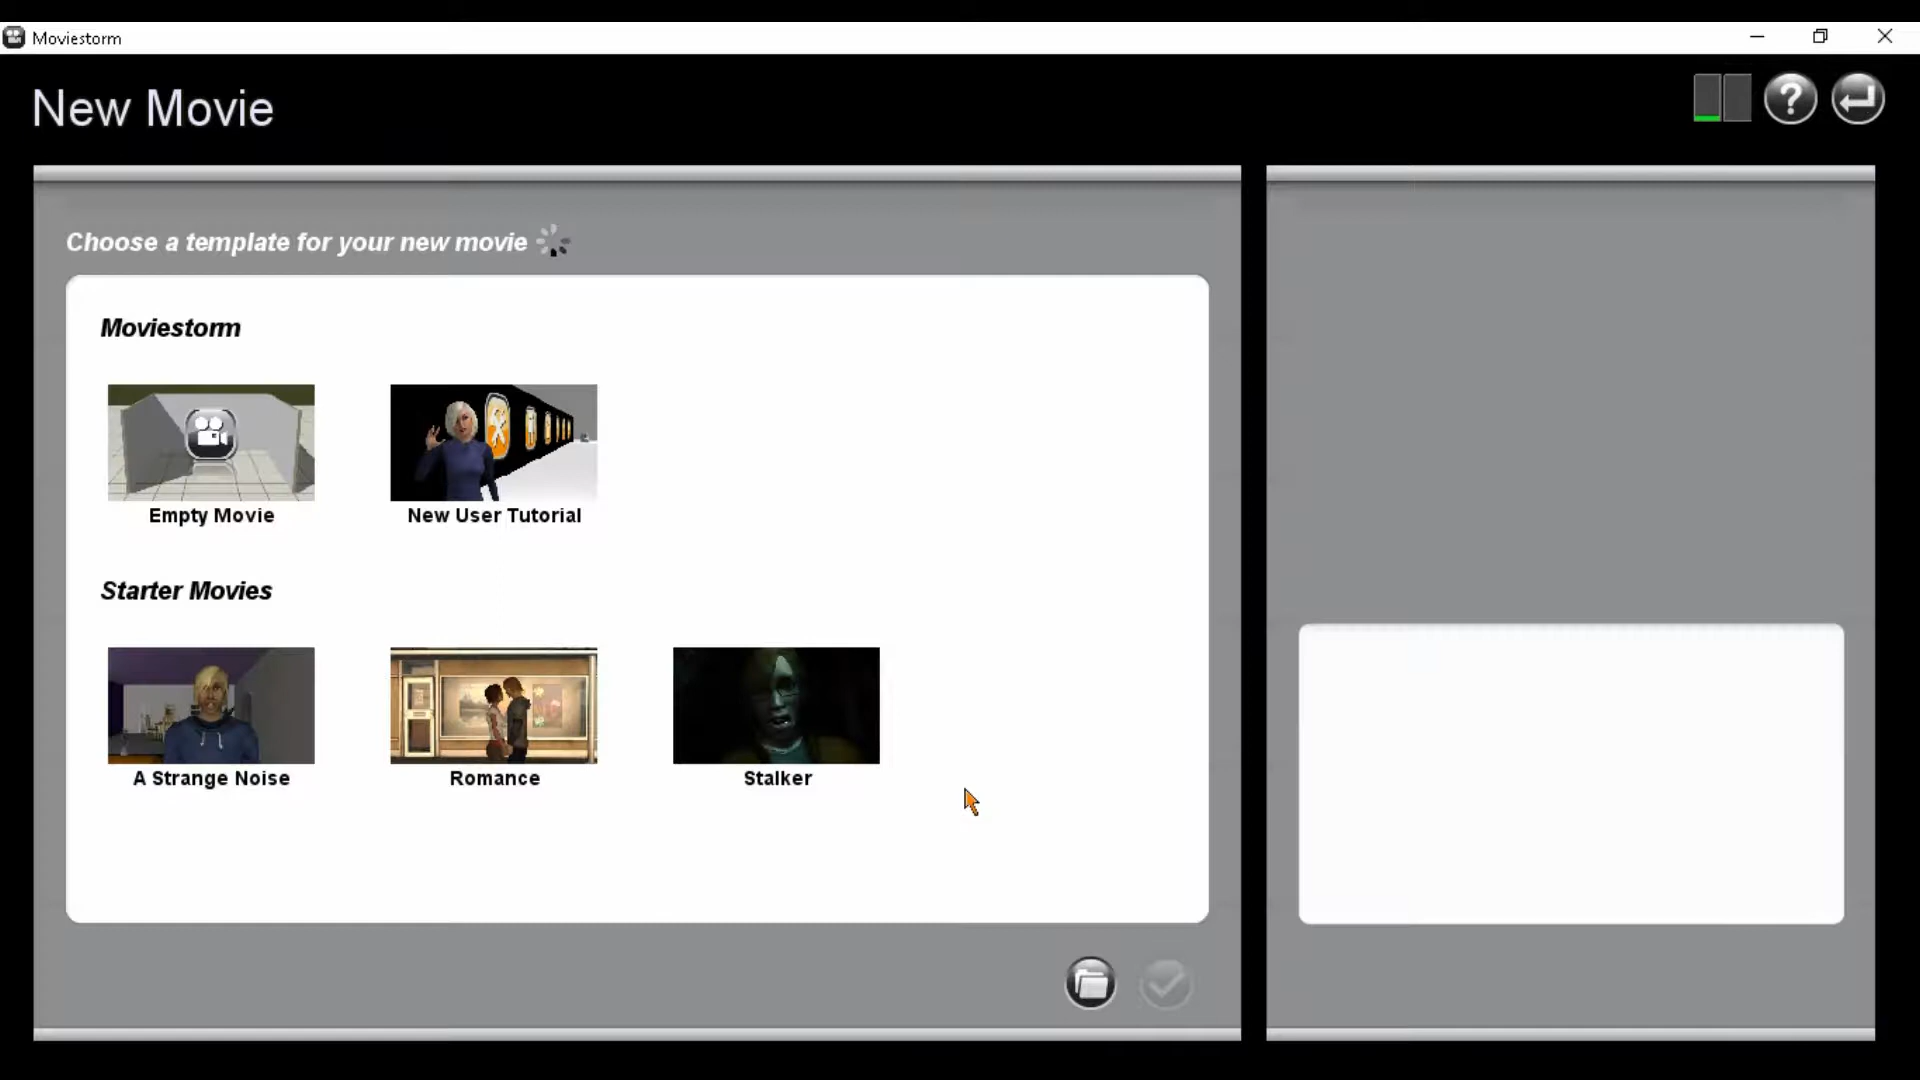 Moviestorm
New Movie
?
Choose a template for your new movie
Moviestorm
Empty Movie
New User Tutorial
Starter Movies
A Strange Noise
Romance
Stalker